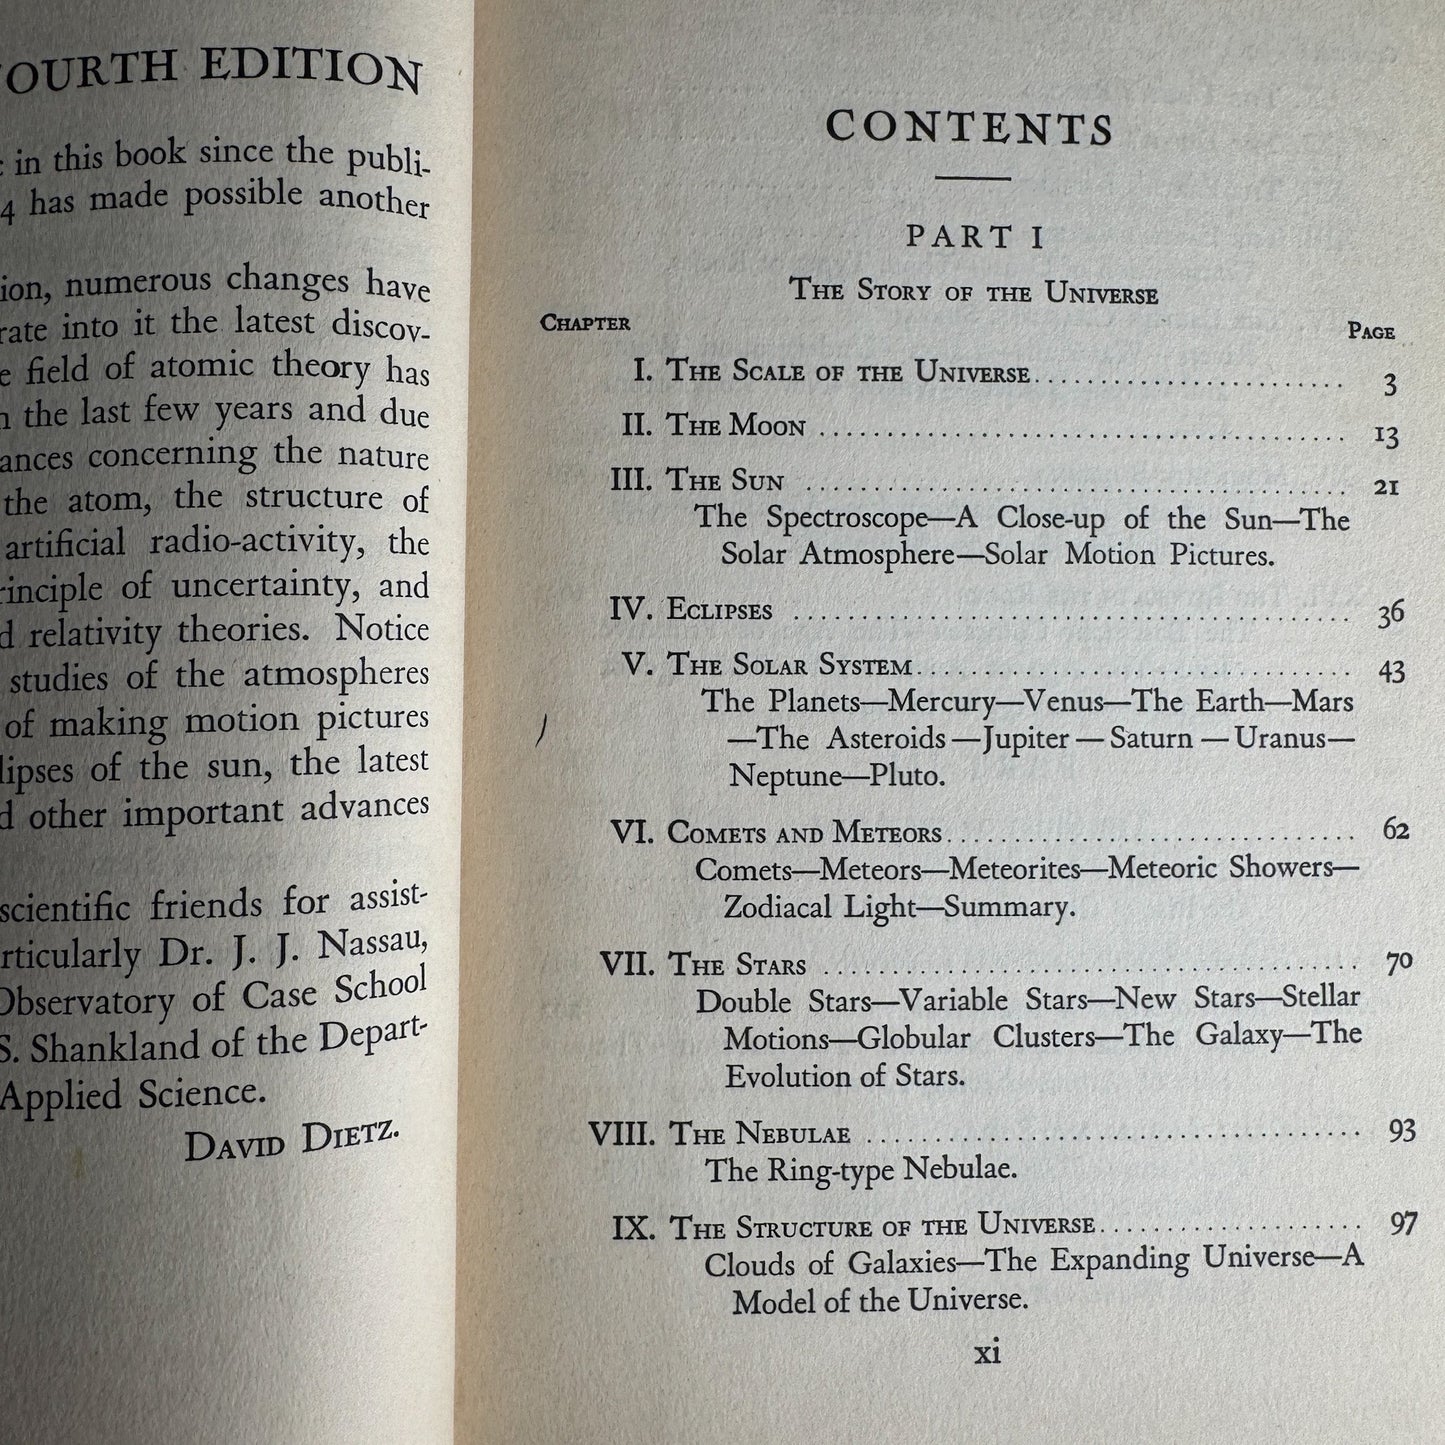 OURTH EDITION
in this book since the publi-
4 has made possible another
ion, numerous changes have
rate into it the latest discov-
e field of atomic theory has
n the last few years and due
ances concerning the nature
the atom, the structure of
artificial radio-activity, the
rinciple of uncertainty, and
d relativity theories. Notice
studies of the atmospheres
of making motion pictures
lipses of the sun, the latest
d other important advances
scientific friends for assist-
rticularly Dr. J. J. Nassau,
Observatory of Case School
S. Shankland of the Depart-
Applied Science.
DAVID DIETZ.
CONTENTS
PART I
THE STORY OF THE UNIVERSE
CHAPTER PAGE
I. THE SCALE OF THE UNIVERSE........................ 3
II. THE MOON ........................................ 13
III. THE SUN ........................................ 21
The Spectroscope—A Close-up of the Sun—The
Solar Atmosphere—Solar Motion Pictures.
IV. ECLIPSES ........................................ 36
V. THE SOLAR SYSTEM................................ 43
The Planets—Mercury—Venus—The Earth—Mars
—The Asteroids—Jupiter—Saturn—Uranus—
Neptune—Pluto.
VI. COMETS AND METEORS.............................. 62
Comets—Meteors—Meteorites—Meteoric Showers—
Zodiacal Light—Summary.
VII. THE STARS ........................................ 70
Double Stars—Variable Stars—New Stars—Stellar
Motions—Globular Clusters—The Galaxy—The
Evolution of Stars.
VIII. THE NEBULAE .................................... 93
The Ring-type Nebulae.
IX. THE STRUCTURE OF THE UNIVERSE.................... 97
Clouds of Galaxies—The Expanding Universe—A
Model of the Universe.
xi